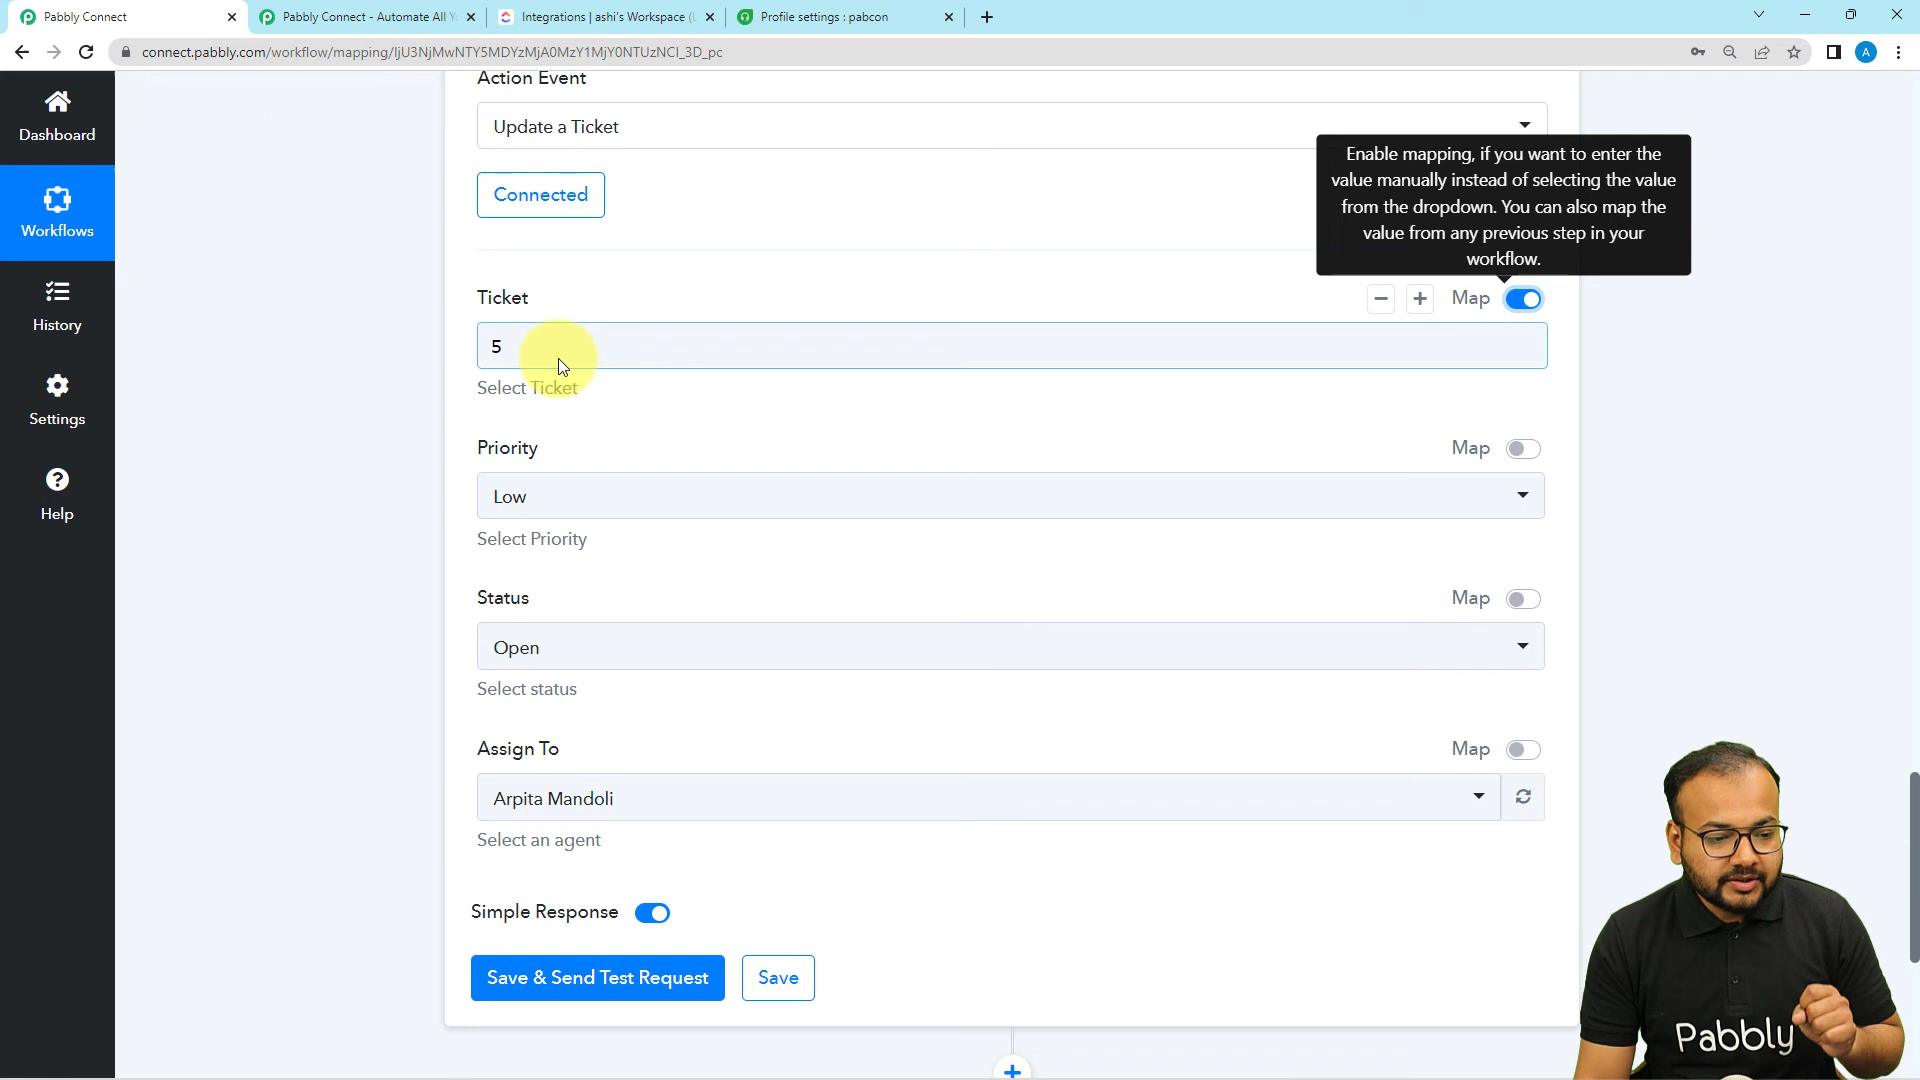 Pabbly Connect
Pabbly Connect - Automate All Y
Integrations | ashi's Workspace (
Profile settings : pabcon
connect.pabbly.com/workflow/mapping/IjU3NjMwNTY5MDYzMjA0MzY1MjY0NTUzNCI_3D_pc
A
Dashboard
Workflows
History
Settings
Help
Action Event
Update a Ticket
Connected
Enable mapping, if you want to enter the
value manually instead of selecting the value
from the dropdown. You can also map the
value from any previous step in your
workflow.
Ticket
Map
5
Select Ticket
Priority
Map
Low
Select Priority
Status
Map
Open
Select status
Assign To
Map
Arpita Mandoli
Select an agent
Simple Response
Save & Send Test Request
Save
Pabbly